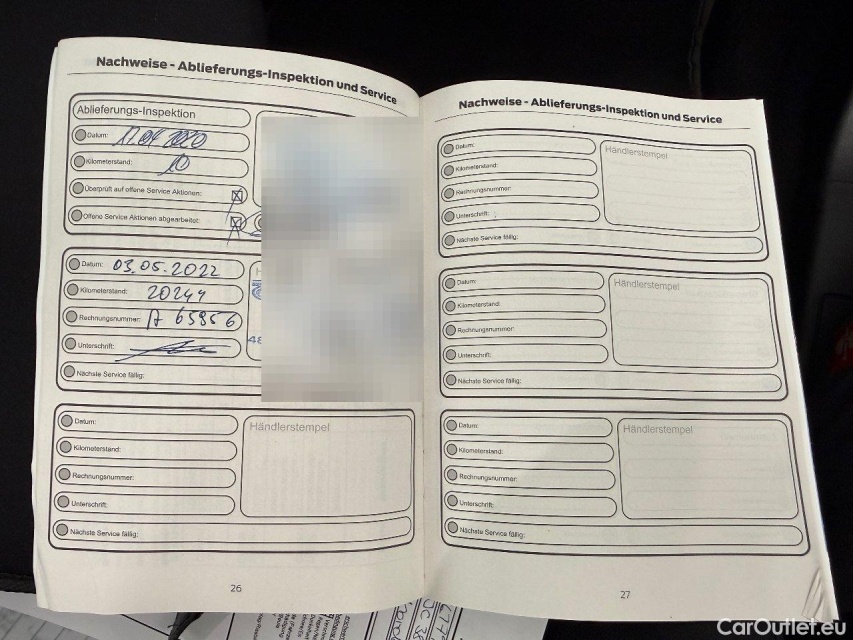 Nachweise - Ablieferungs-Inspektion und Service
Ablieferungs-Inspektion
Datum:
Kilometerstand: 10
Überprüft auf offene Service Aktionen:
Offene Service Aktionen abgearbeitet:
Datum: 03.05.2022
Kilometerstand: 20244
Rechnungsnummer: 65956
Unterschrift:
48
Nächste Service fällig:
Datum:
Händlerstempel
Kilometerstand:
Rechnungsnummer:
Unterschrift:
Nächste Service fällig:
26
Nachweise - Ablieferungs-Inspektion und Service
Datum:
Händlerstempel
Kilometerstand:
Rechnungsnummer:
Unterschrift:
Nächste Service fällig:
Datum:
Händlerstempel
Kilometerstand:
Rechnungsnummer:
Unterschrift:
Nächste Service fällig:
Datum:
Händlerstempel
Kilometerstand:
Rechnungsnummer:
Unterschrift:
Nächste Service fällig:
27
CarOutlet.eu